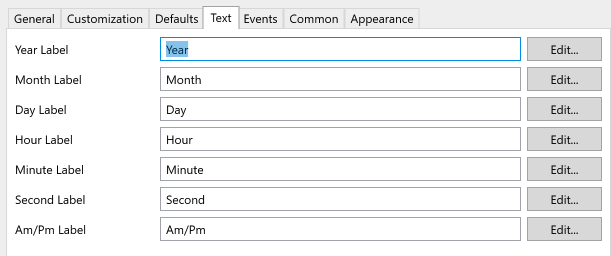 General Customization Defaults Text Events Common Appearance
Year Label Year Edit...
Month Label Month Edit...
Day Label Day Edit...
Hour Label Hour Edit...
Minute Label Minute Edit...
Second Label Second Edit...
Am/Pm Label Am/Pm Edit...